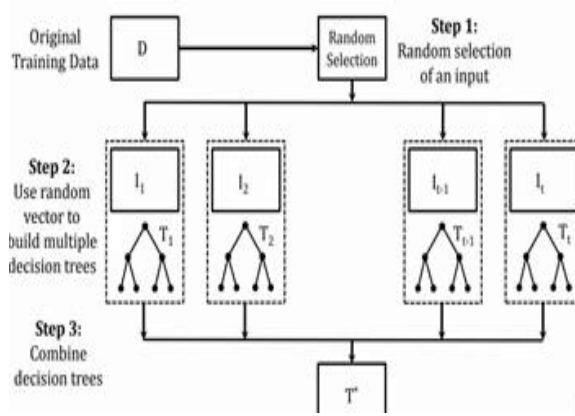 Original
Training Data
D
Random
Selection
Step 1:
Random selection
of an input
Step 2:
Use random
vector to
build multiple
decision trees
I1
I2
It-1
It
T1
T2
Tt-1
Tt
Step 3:
Combine
decision trees
T*